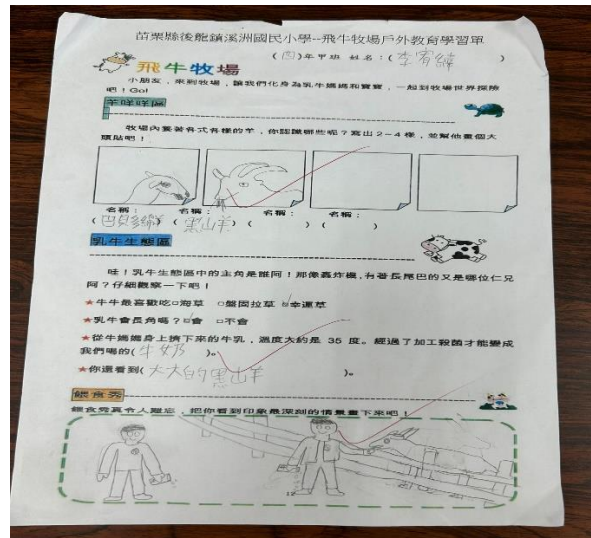 苗栗縣後龍鎮溪洲國民小學--飛牛牧場戶外教育學習單
(四)年甲班 姓名：(李宥緯)
飛牛牧場
小朋友，來到牧場，讓我們化身為乳牛媽媽和寶寶，一起到牧場世界探險
吧！Go!
羊咩咩區
牧場內養著各式各樣的羊，你認識哪些呢？寫出2-4樣，並幫他畫個大
頭貼吧！
名稱： 名稱： 名稱： 名稱：
(巴貝多綿羊) (黑山羊) ( ) ( )
乳牛生態區
哇！乳牛生態區中的主角是誰阿！那像轟炸機，有著長尾巴的又是哪位仁兄
阿？仔細觀察一下吧！
★牛牛最喜歡吃□海草 □盤固拉草 ☑幸運草
★乳牛會長角嗎？☑會 □不會
★從牛媽媽身上擠下來的牛乳，溫度大約是 35 度。經過了加工殺菌才能變成
我們喝的(牛奶)。
★你還看到(大大的黑山羊)。
餵食秀
餵食秀真令人難忘，把你看到印象最深刻的情景畫下來吧！